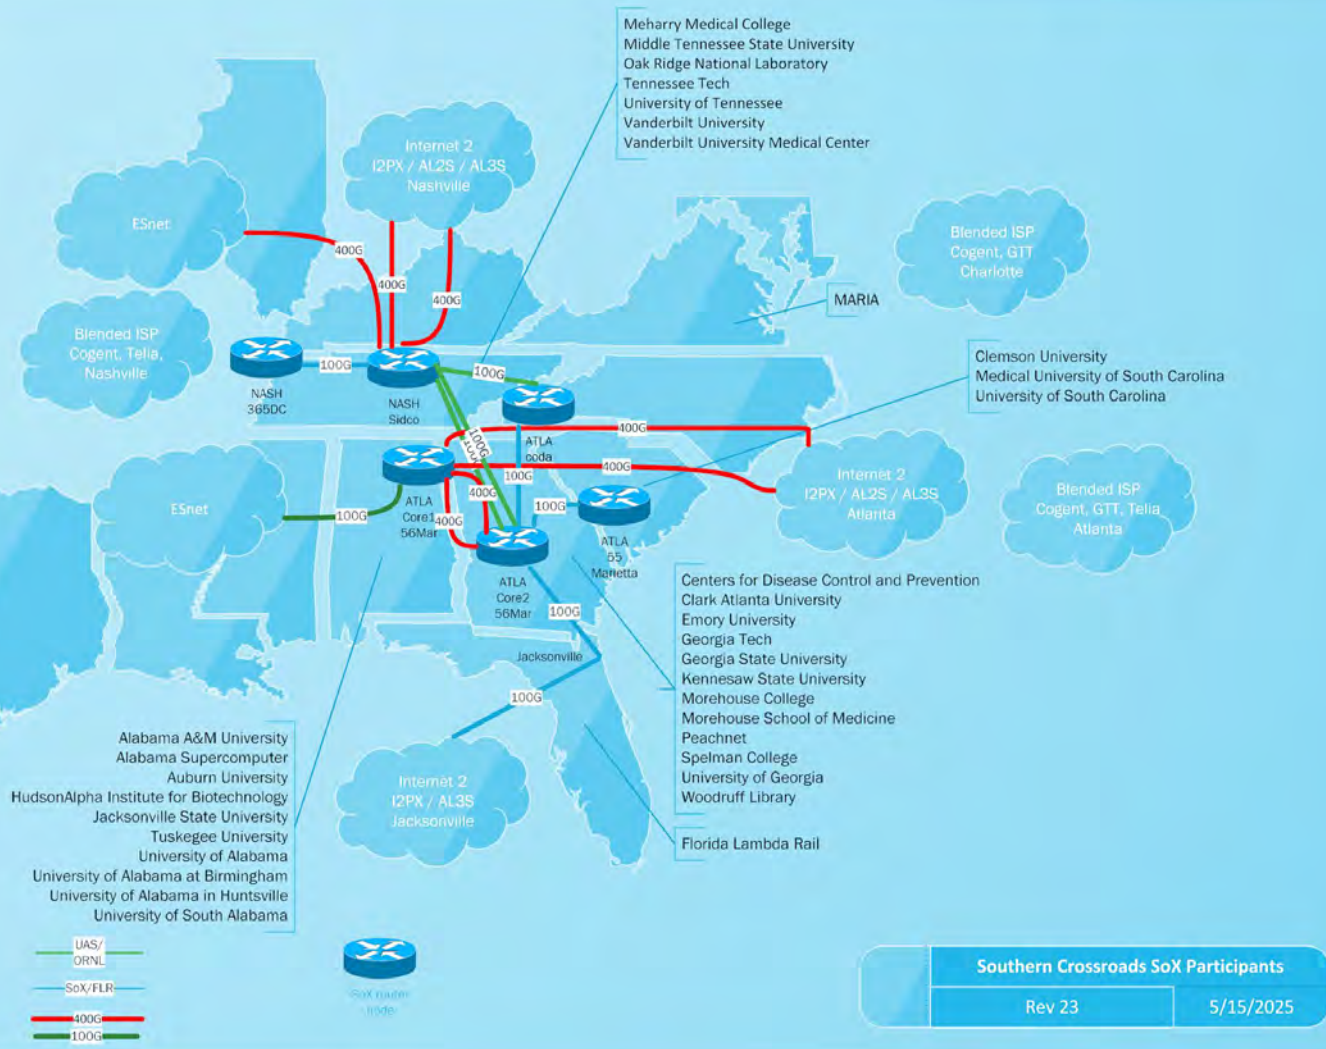 Meharry Medical College
Middle Tennessee State University
Oak Ridge National Laboratory
Tennessee Tech
University of Tennessee
Vanderbilt University
Vanderbilt University Medical Center
Internet 2
I2PX / AL2S / AL3S
Nashville
ESnet
400G
400G
400G
Blended ISP
Cogent, GTT
Charlotte
MARIA
Blended ISP
Cogent, Telia,
Nashville
100G
NASH
365DC
NASH
Sidco
100G
Clemson University
Medical University of South Carolina
University of South Carolina
ATLA
coda
400G
100G
400G
100G
400G
400G
100G
ATLA
Core1
56Mar
ESnet
100G
Internet 2
I2PX / AL2S / AL3S
Atlanta
Blended ISP
Cogent, GTT, Telia
Atlanta
ATLA
55
Marietta
ATLA
Core2
56Mar
100G
Jacksonville
100G
Centers for Disease Control and Prevention
Clark Atlanta University
Emory University
Georgia Tech
Georgia State University
Kennesaw State University
Morehouse College
Morehouse School of Medicine
Peachnet
Spelman College
University of Georgia
Woodruff Library
Florida Lambda Rail
Internet 2
I2PX / AL3S
Jacksonville
Alabama A&M University
Alabama Supercomputer
Auburn University
HudsonAlpha Institute for Biotechnology
Jacksonville State University
Tuskegee University
University of Alabama
University of Alabama at Birmingham
University of Alabama in Huntsville
University of South Alabama
UAS/
ORNL
SoX/FLR
400G
100G
SoX router
node
Southern Crossroads SoX Participants
Rev 23
5/15/2025